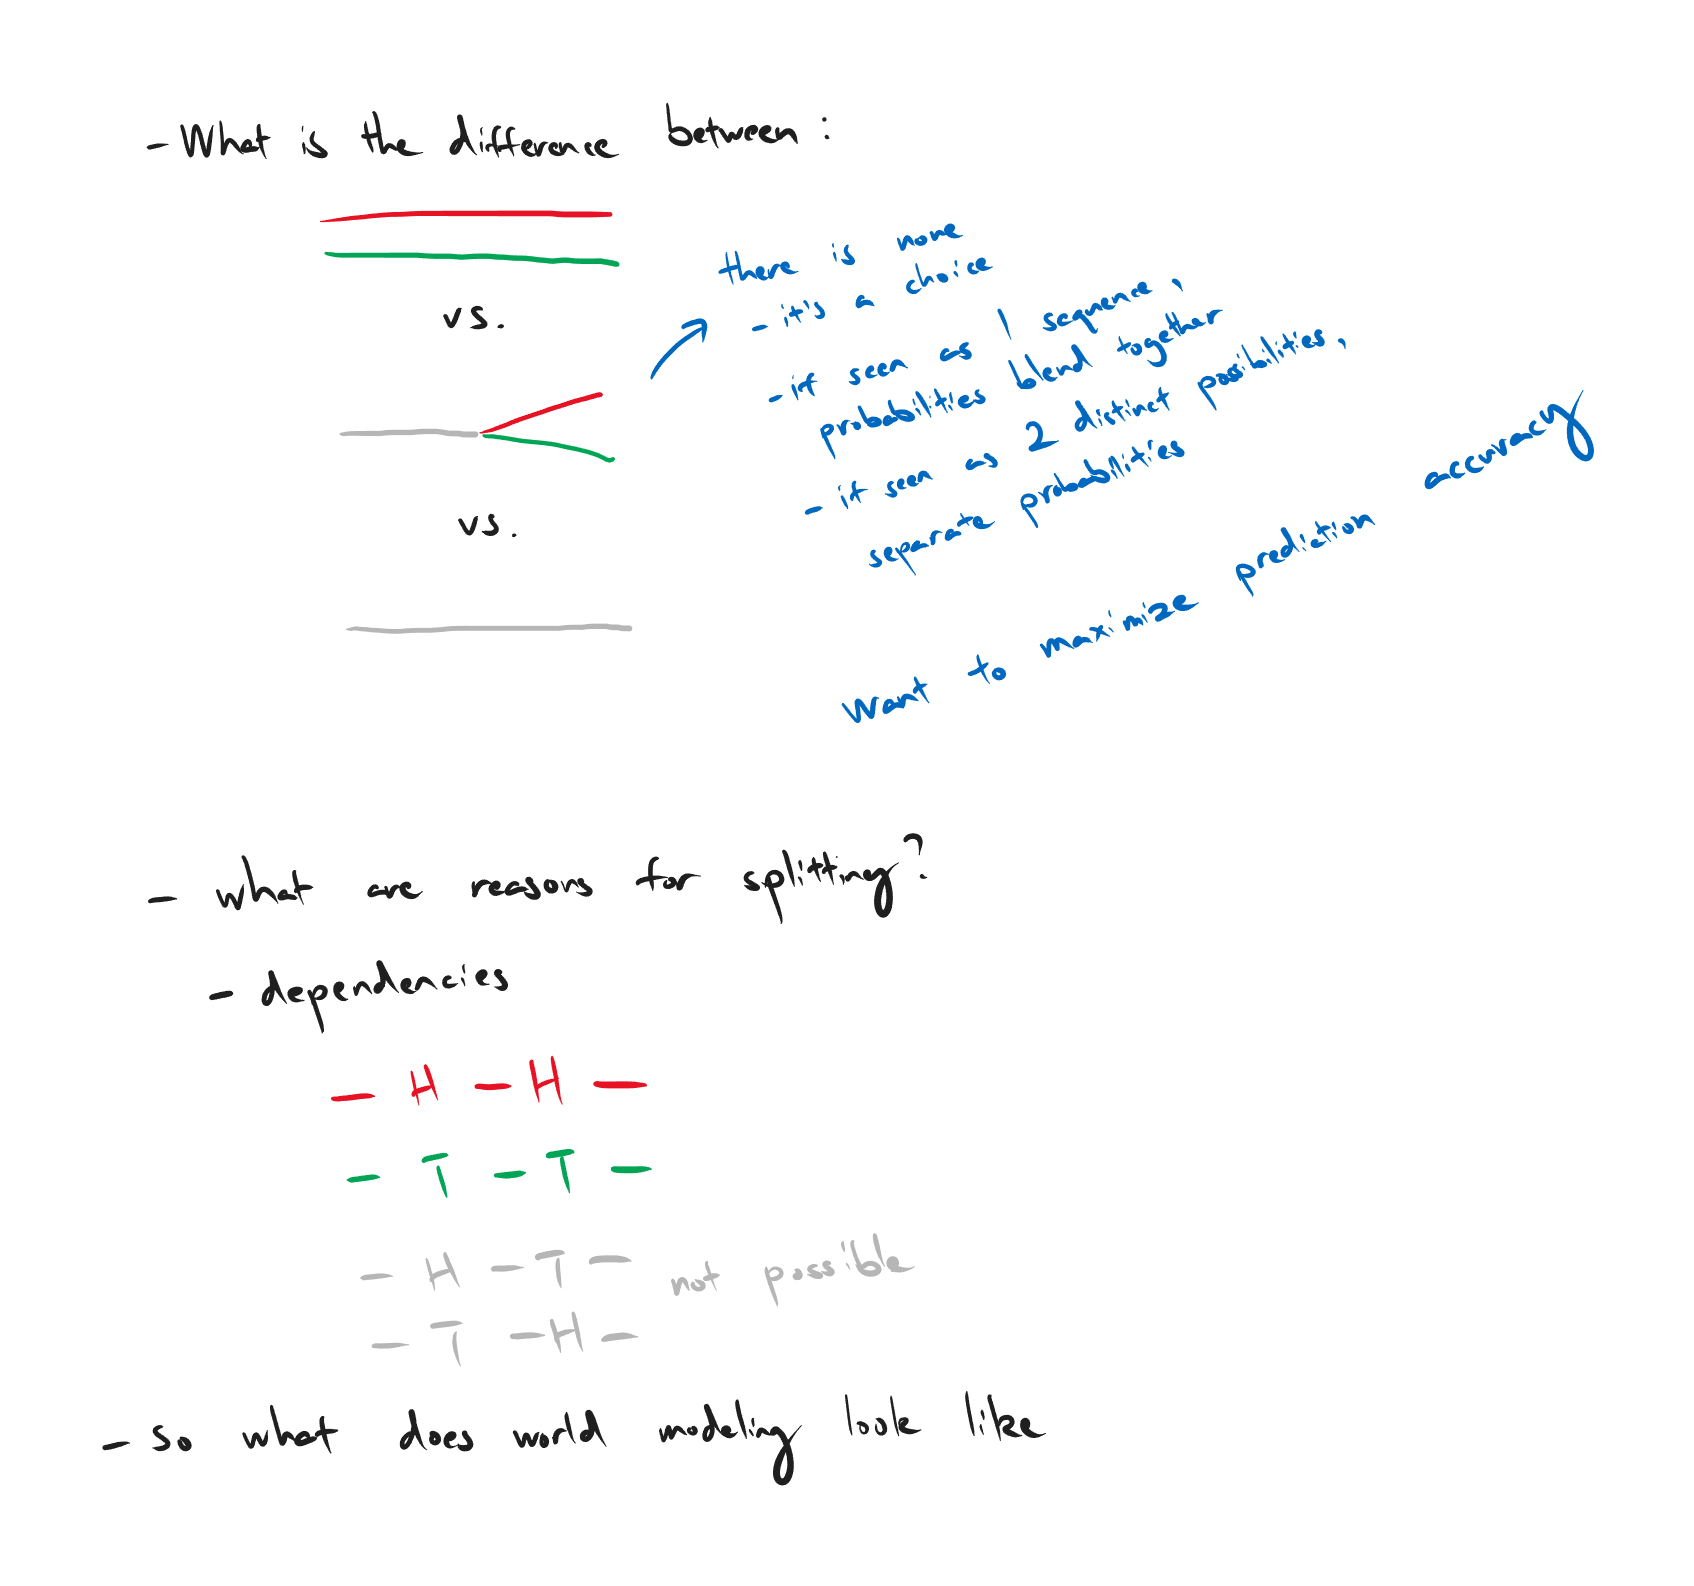 - What is the difference between :
vs.
vs.
there is none
- it's a choice
- if seen as 1 sequence,
probabilities blend together
- if seen as 2 distinct possibilities,
separate probabilities
Want to maximize prediction accuracy
- what are reasons for splitting?
- dependencies
- H - H -
- T - T -
- H - T - not possible
- T - H -
- so what does world modeling look like